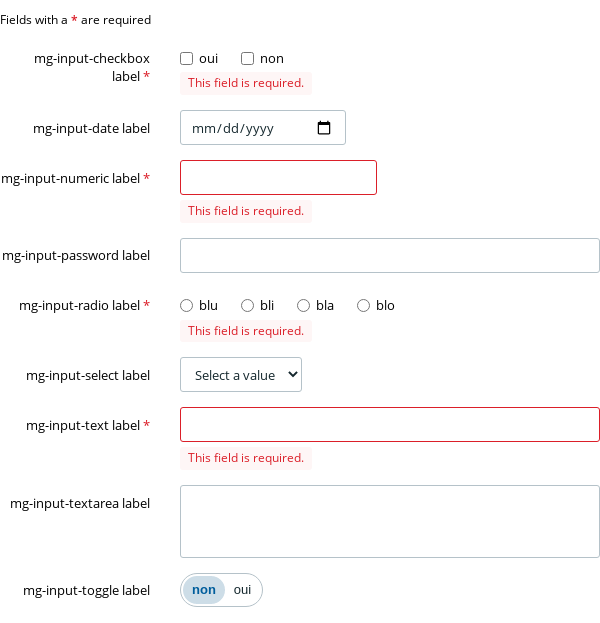 Fields with a * are required
mg-input-checkbox label * oui non
This field is required.
mg-input-date label mm/dd/yyyy
mg-input-numeric label *
This field is required.
mg-input-password label
mg-input-radio label * blu bli bla blo
This field is required.
mg-input-select label Select a value
mg-input-text label *
This field is required.
mg-input-textarea label
mg-input-toggle label non oui